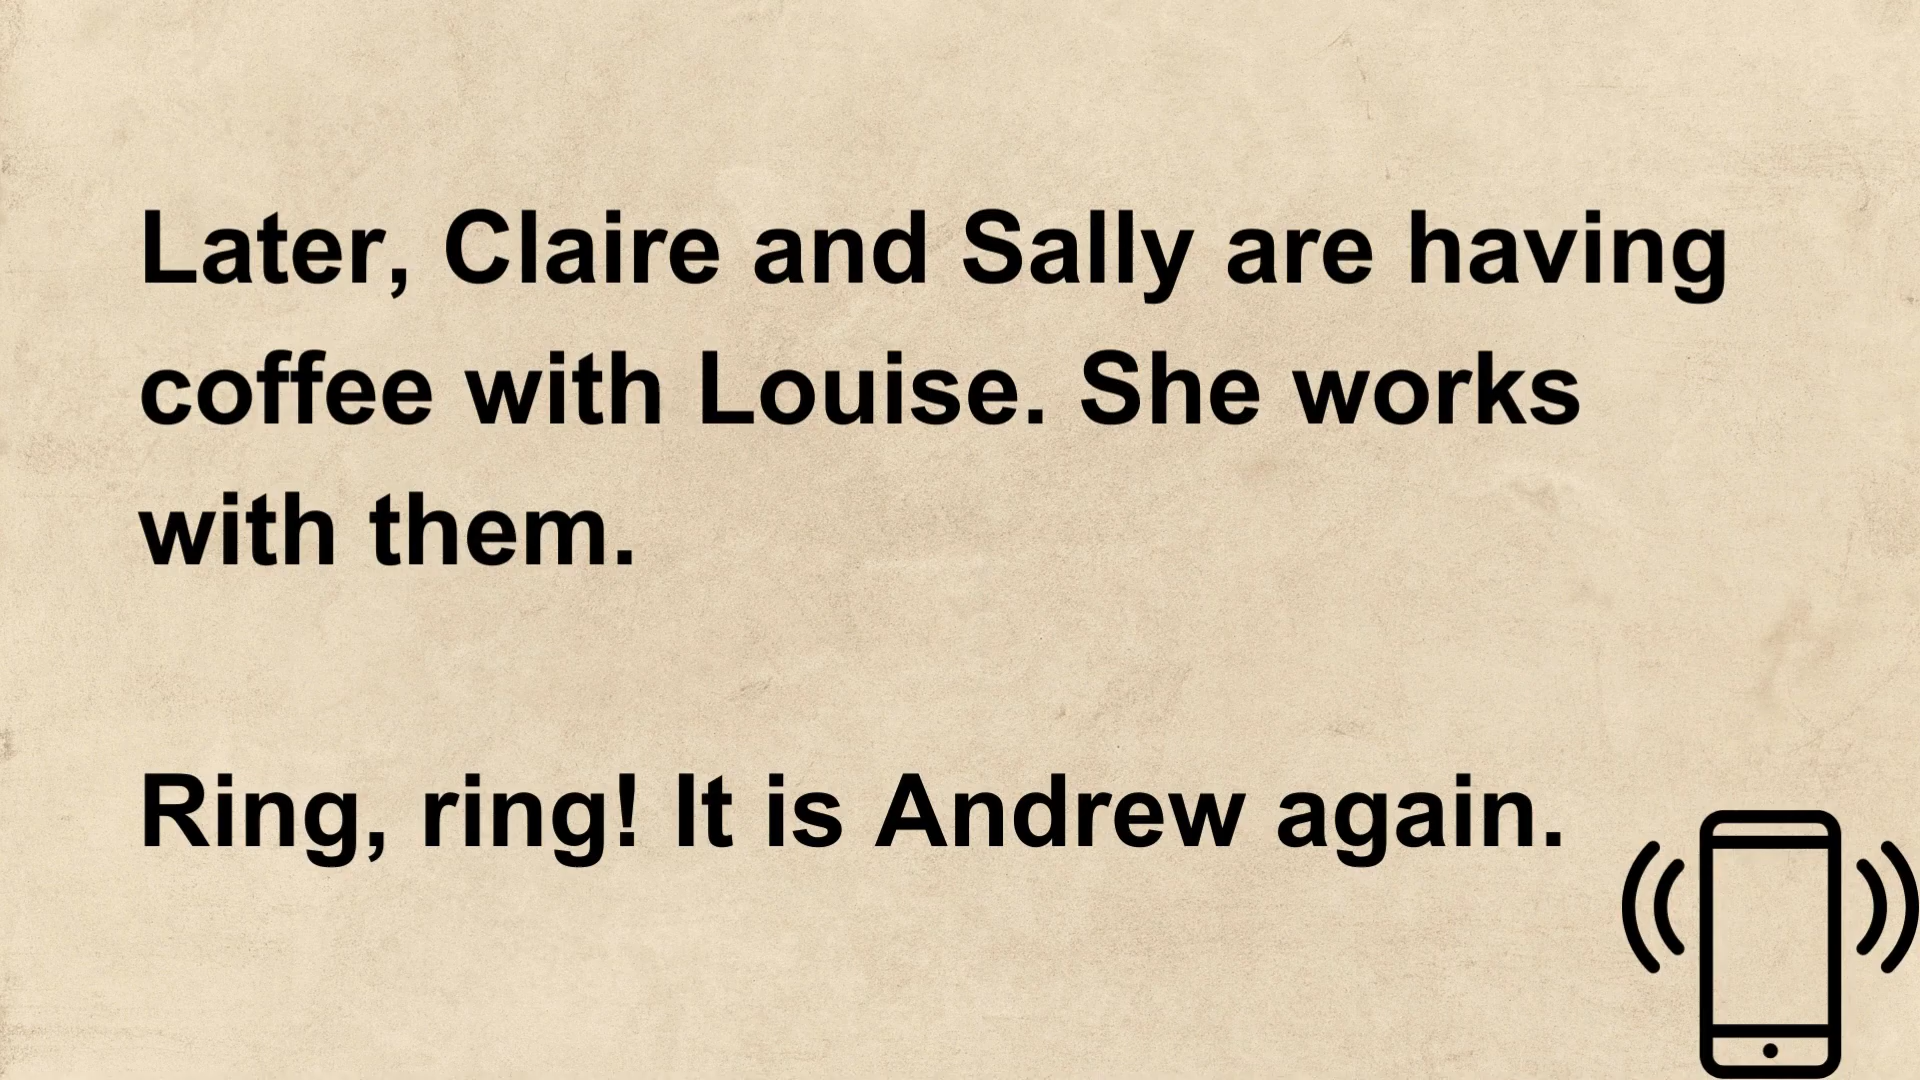 Later, Claire and Sally are having
coffee with Louise. She works
with them.
Ring, ring! It is Andrew again.